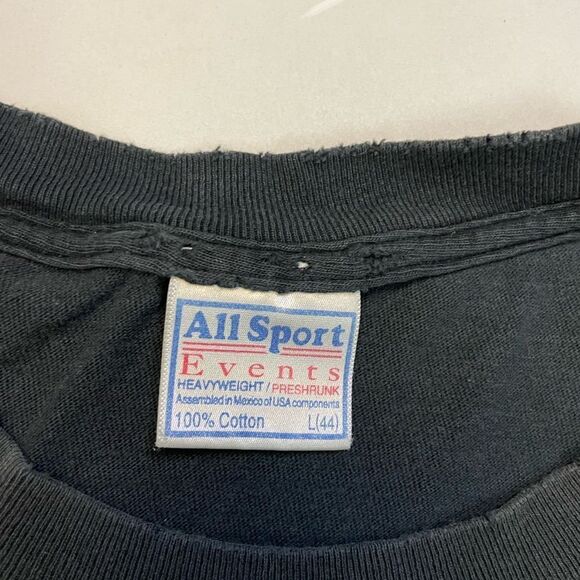 All Sport
Events
HEAVYWEIGHT / PRESHRUNK
Assembled in Mexico of USA components
100% Cotton L(44)